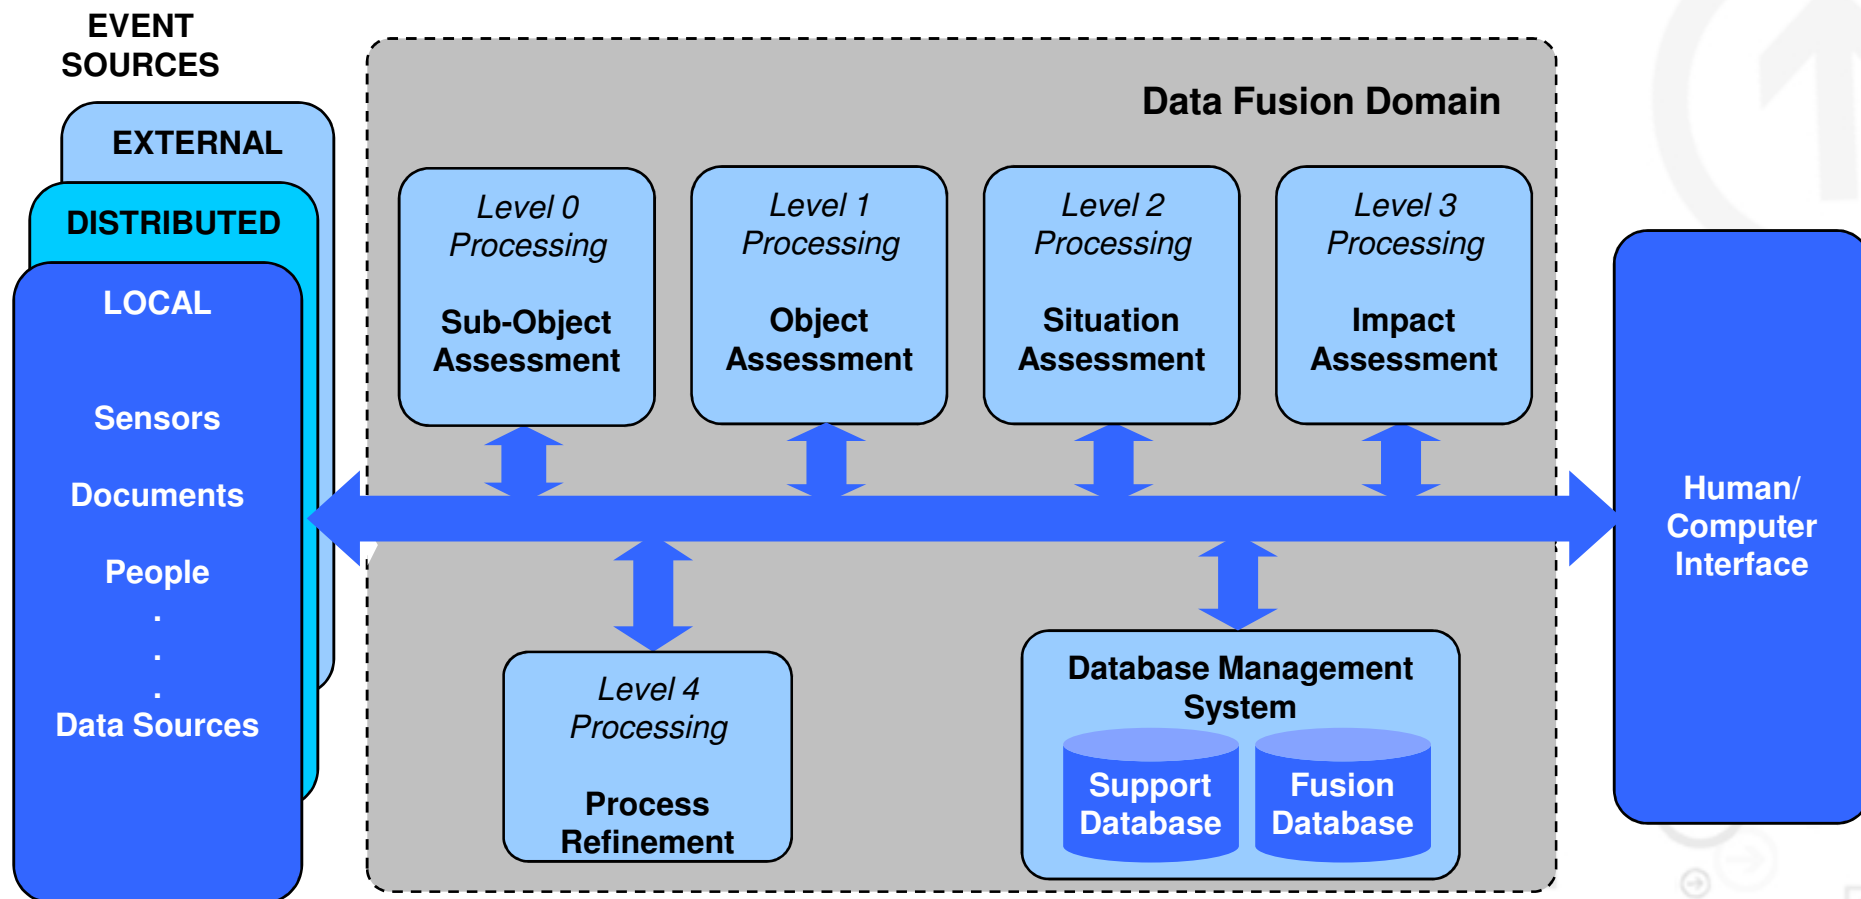 EVENT
SOURCES
EXTERNAL
DISTRIBUTED
LOCAL
Sensors
Documents
People
.
.
.
Data Sources
Data Fusion Domain
Level 0
Processing
Sub-Object
Assessment
Level 1
Processing
Object
Assessment
Level 2
Processing
Situation
Assessment
Level 3
Processing
Impact
Assessment
Level 4
Processing
Process
Refinement
Database Management
System
Support
Database
Fusion
Database
Human/
Computer
Interface